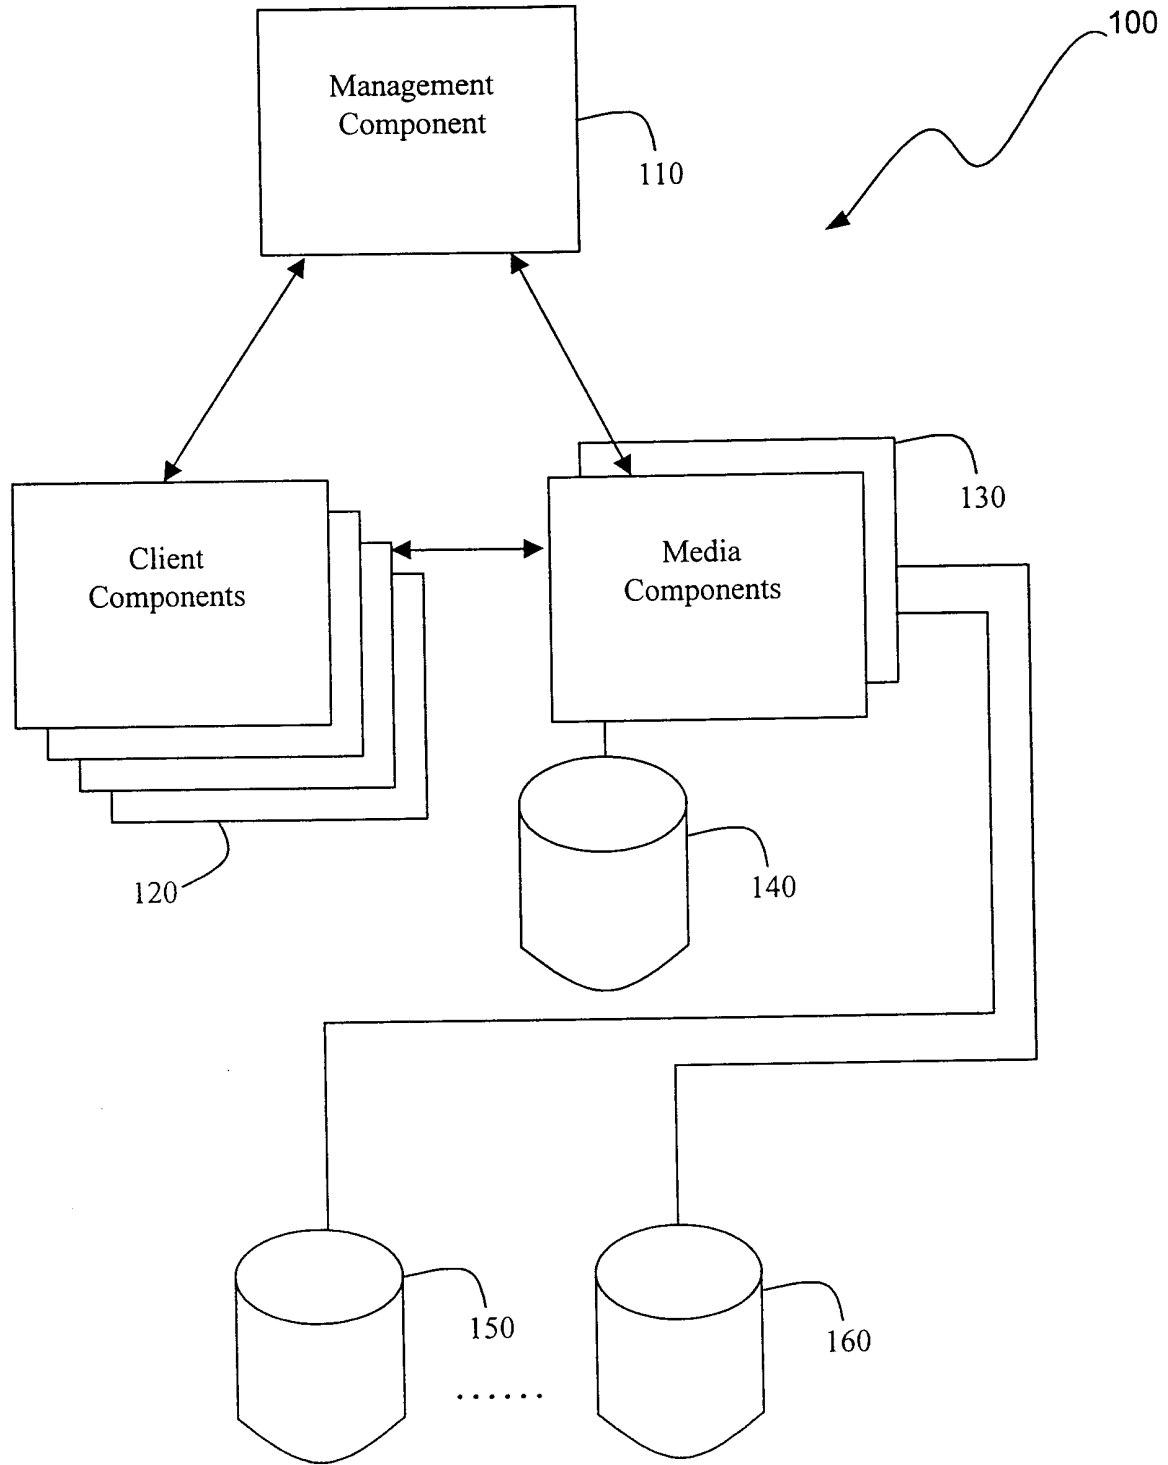 100
Management
Component
110
130
Client
Components
Media
Components
120
140
150
160
......